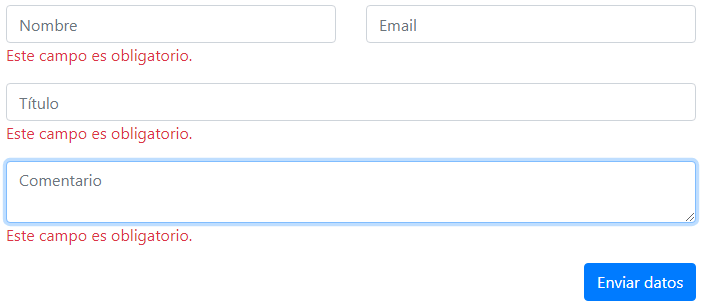 Nombre
Email
Este campo es obligatorio.
Título
Este campo es obligatorio.
Comentario
Este campo es obligatorio.
Enviar datos